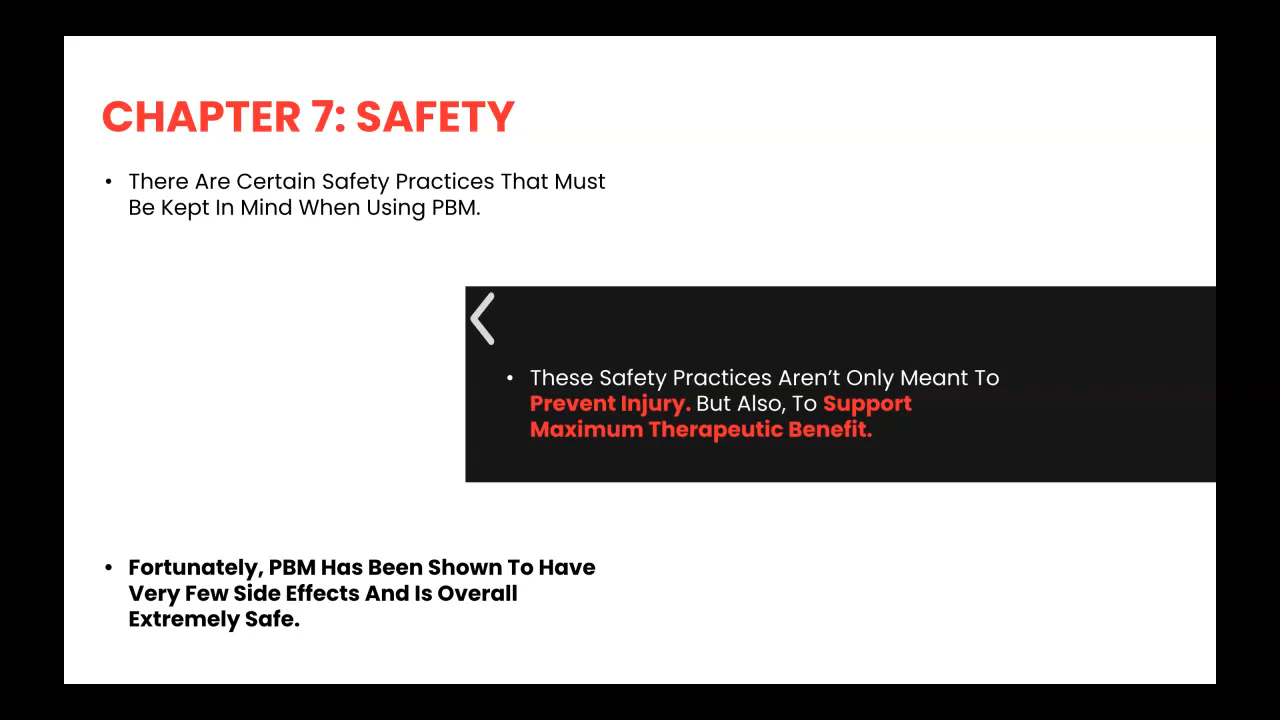 CHAPTER 7: SAFETY
• There Are Certain Safety Practices That Must
Be Kept In Mind When Using PBM.
• These Safety Practices Aren’t Only Meant To
Prevent Injury. But Also, To Support
Maximum Therapeutic Benefit.
• Fortunately, PBM Has Been Shown To Have
Very Few Side Effects And Is Overall
Extremely Safe.